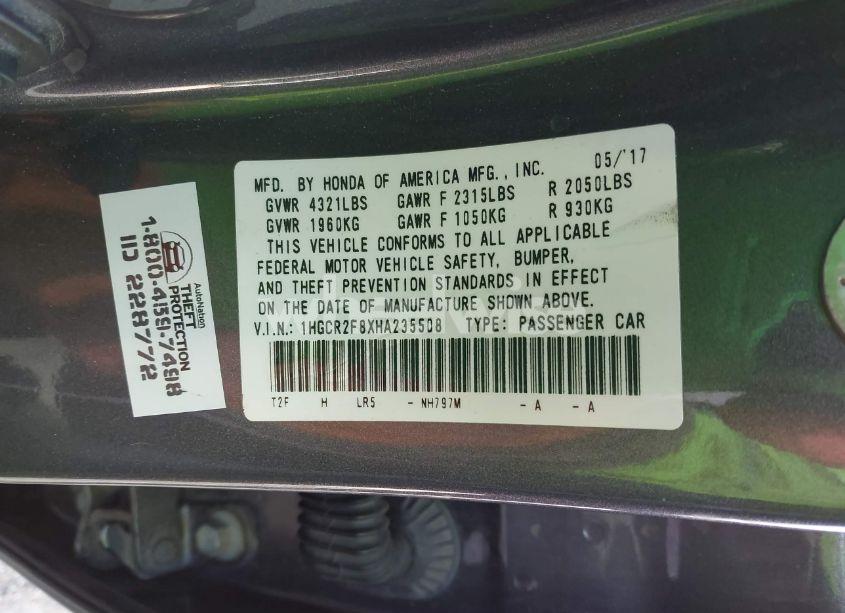 MFD. BY HONDA OF AMERICA MFG., INC. 05/'17
GVWR 4321LBS GAWR F 2315LBS R 2050LBS
GVWR 1960KG GAWR F 1050KG R 930KG
THIS VEHICLE CONFORMS TO ALL APPLICABLE
FEDERAL MOTOR VEHICLE SAFETY, BUMPER,
AND THEFT PREVENTION STANDARDS IN EFFECT
ON THE DATE OF MANUFACTURE SHOWN ABOVE.
V.I.N.: 1HGCR2F8XHA235508 TYPE: PASSENGER CAR
T2F H LR5 - NH797M - A - A
AutoNation
THEFT
PROTECTION
1-800-459-7498
ID 228772